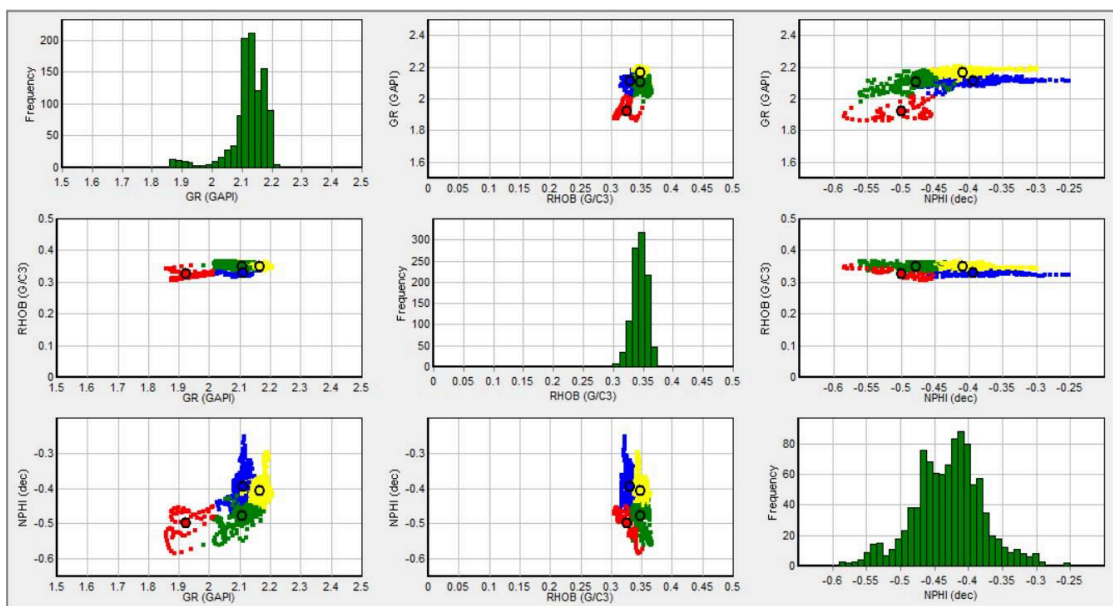 Frequency
200
150
100
50
0
1.5 1.6 1.7 1.8 1.9 2 2.1 2.2 2.3 2.4 2.5
GR (GAPI)
GR (GAPI)
2.4
2.2
2
1.8
1.6
0 0.05 0.1 0.15 0.2 0.25 0.3 0.35 0.4 0.45 0.5
RHOB (G/C3)
GR (GAPI)
2.4
2.2
2
1.8
1.6
-0.6 -0.55 -0.5 -0.45 -0.4 -0.35 -0.3 -0.25
NPHI (dec)
RHOB (G/C3)
0.5
0.4
0.3
0.2
0.1
0
1.5 1.6 1.7 1.8 1.9 2 2.1 2.2 2.3 2.4 2.5
GR (GAPI)
Frequency
300
250
200
150
100
50
0
0 0.05 0.1 0.15 0.2 0.25 0.3 0.35 0.4 0.45 0.5
RHOB (G/C3)
RHOB (G/C3)
0.5
0.4
0.3
0.2
0.1
0
-0.6 -0.55 -0.5 -0.45 -0.4 -0.35 -0.3 -0.25
NPHI (dec)
NPHI (dec)
-0.3
-0.4
-0.5
-0.6
1.5 1.6 1.7 1.8 1.9 2 2.1 2.2 2.3 2.4 2.5
GR (GAPI)
NPHI (dec)
-0.3
-0.4
-0.5
-0.6
0 0.05 0.1 0.15 0.2 0.25 0.3 0.35 0.4 0.45 0.5
RHOB (G/C3)
Frequency
80
60
40
20
0
-0.6 -0.55 -0.5 -0.45 -0.4 -0.35 -0.3 -0.25
NPHI (dec)